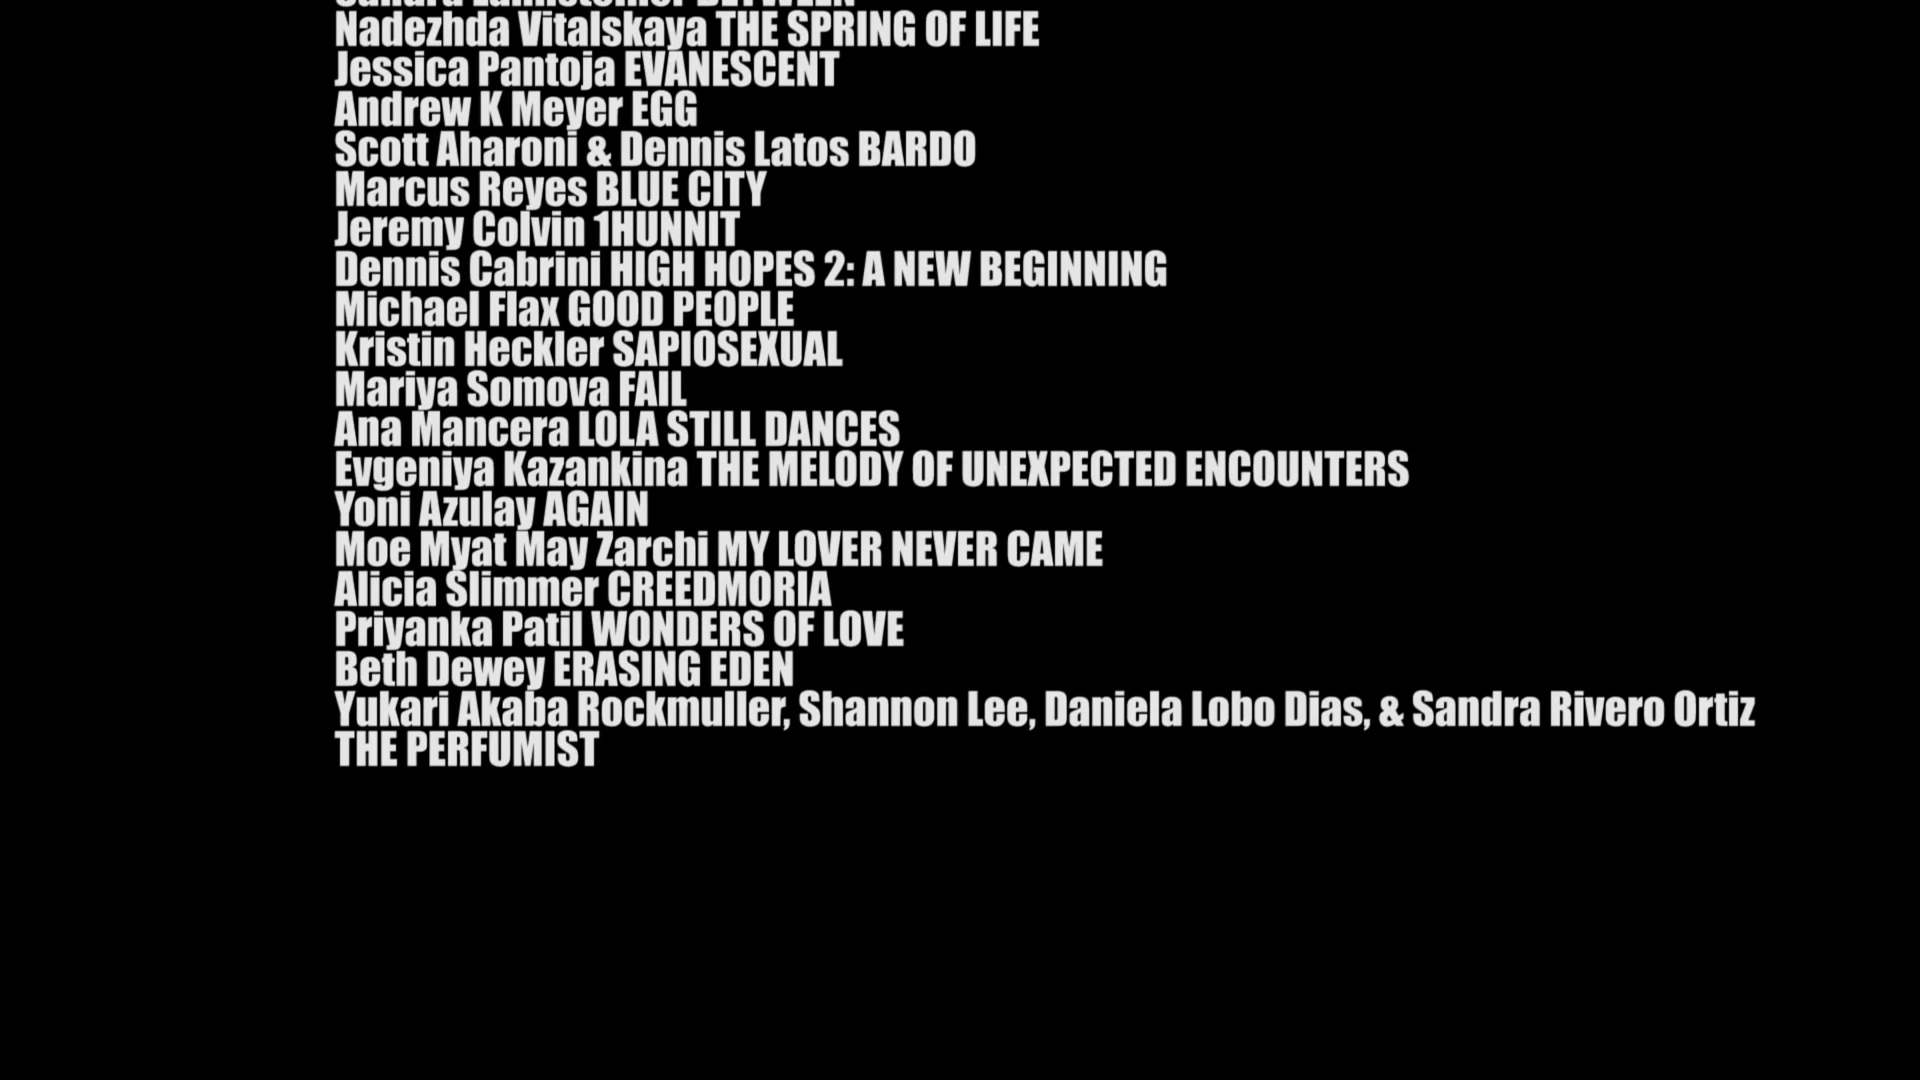 BETWEEN
Nadezhda Vitalskaya THE SPRING OF LIFE
Jessica Pantoja EVANESCENT
Andrew K Meyer EGG
Scott Aharoni & Dennis Latos BARDO
Marcus Reyes BLUE CITY
Jeremy Colvin 1HUNNIT
Dennis Cabrini HIGH HOPES 2: A NEW BEGINNING
Michael Flax GOOD PEOPLE
Kristin Heckler SAPIOSEXUAL
Mariya Somova FAIL
Ana Mancera LOLA STILL DANCES
Evgeniya Kazankina THE MELODY OF UNEXPECTED ENCOUNTERS
Yoni Azulay AGAIN
Moe Myat May Zarchi MY LOVER NEVER CAME
Alicia Slimmer CREEDMORIA
Priyanka Patil WONDERS OF LOVE
Beth Dewey ERASING EDEN
Yukari Akaba Rockmuller, Shannon Lee, Daniela Lobo Dias, & Sandra Rivero Ortiz
THE PERFUMIST